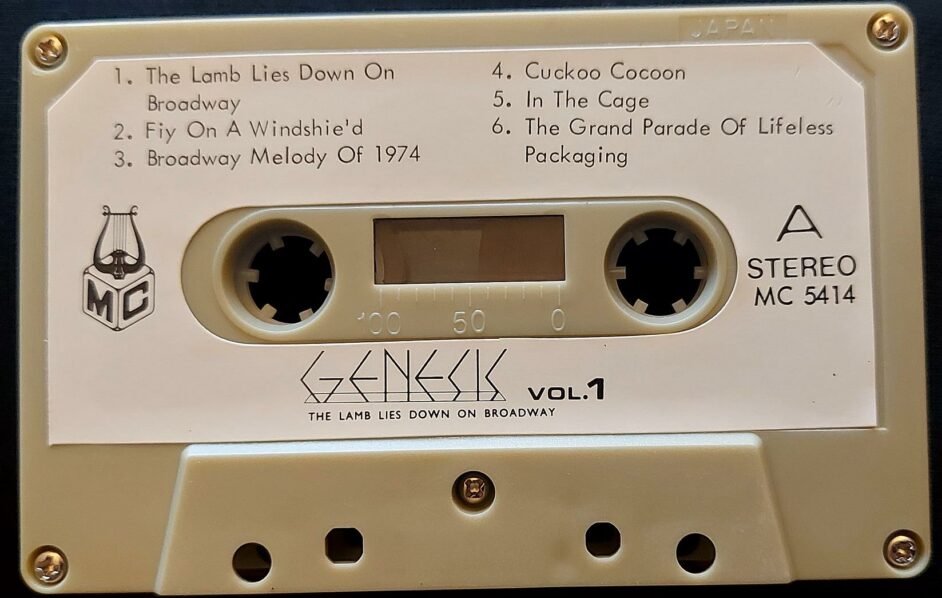 JAPAN
1. The Lamb Lies Down On
Broadway
2. Fiy On A Windshie'd
3. Broadway Melody Of 1974
4. Cuckoo Cocoon
5. In The Cage
6. The Grand Parade Of Lifeless
Packaging
MC
A
STEREO
MC 5414
100 50 0
GENESIS VOL.1
THE LAMB LIES DOWN ON BROADWAY